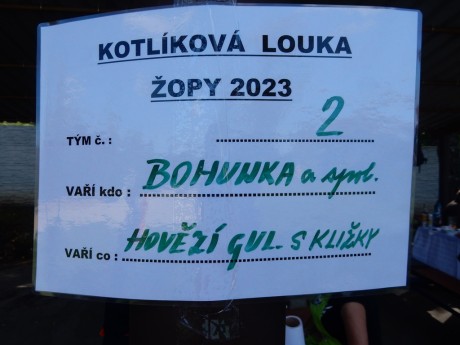 KOTLÍKOVÁ LOUKA
ŽOPY 2023
TÝM č. : 2
VAŘÍ kdo : BOHUNKA a spol.
VAŘÍ co : HOVĚZÍ GUL. S KLIŽKY